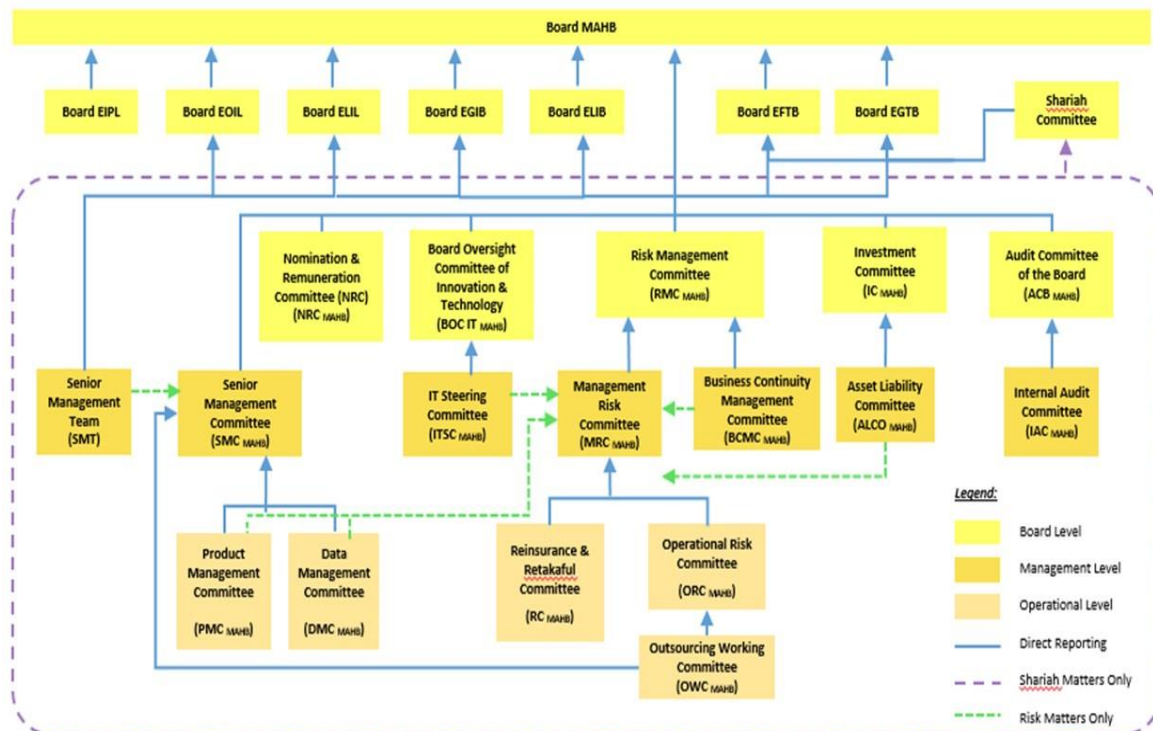 Board MAHB
Board EIPL
Board EOIL
Board ELIL
Board EGIB
Board ELIB
Board EFTB
Board EGTB
Shariah
Committee
Nomination &
Remuneration
Committee (NRC)
(NRC MAHB)
Board Oversight
Committee of
Innovation &
Technology
(BOC IT MAHB)
Risk Management
Committee
(RMC MAHB)
Investment
Committee
(IC MAHB)
Audit Committee
of the Board
(ACB MAHB)
Senior
Management
Team
(SMT)
Senior
Management
Committee
(SMC MAHB)
IT Steering
Committee
(ITSC MAHB)
Management
Risk
Committee
(MRC MAHB)
Business Continuity
Management
Committee
(BCMC MAHB)
Asset Liability
Committee
(ALCO MAHB)
Internal Audit
Committee
(IAC MAHB)
Product
Management
Committee
(PMC MAHB)
Data
Management
Committee
(DMC MAHB)
Reinsurance &
Retakaful
Committee
(RC MAHB)
Operational Risk
Committee
(ORC MAHB)
Outsourcing Working
Committee
(OWC MAHB)
Legend:
Board Level
Management Level
Operational Level
Direct Reporting
Shariah Matters Only
Risk Matters Only